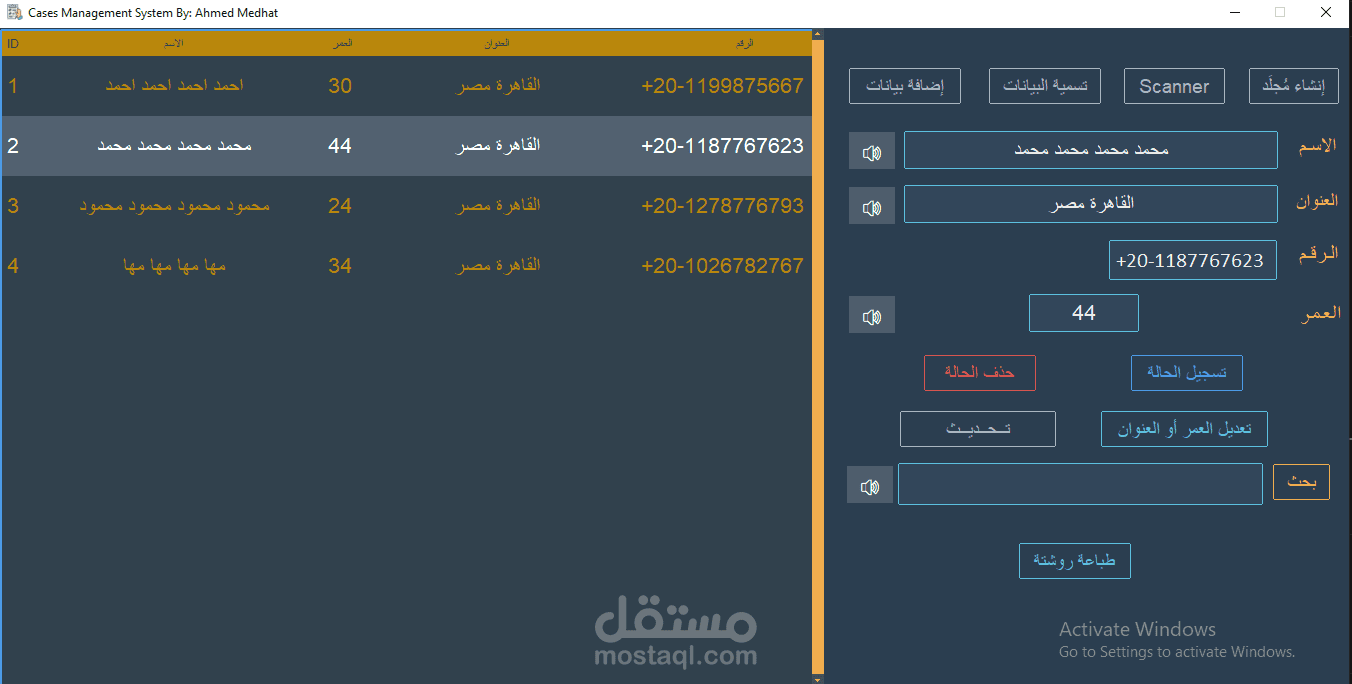 Cases Management System By: Ahmed Medhat
ID الاسم العمر العنوان الرقم
1 احمد احمد احمد احمد 30 القاهرة مصر +20-1199875667
2 محمد محمد محمد محمد 44 القاهرة مصر +20-1187767623
3 محمود محمود محمود محمود 24 القاهرة مصر +20-1278776793
4 مها مها مها مها 34 القاهرة مصر +20-1026782767
إنشاء مُجلّد Scanner تسمية البيانات إضافة بيانات
الاسم محمد محمد محمد محمد
العنوان القاهرة مصر
الرقم +20-1187767623
العمر 44
تسجيل الحالة حذف الحالة
تعديل العمر أو العنوان تــحــديــث
بحث
طباعة روشتة
مستقل
mostaql.com
Activate Windows
Go to Settings to activate Windows.